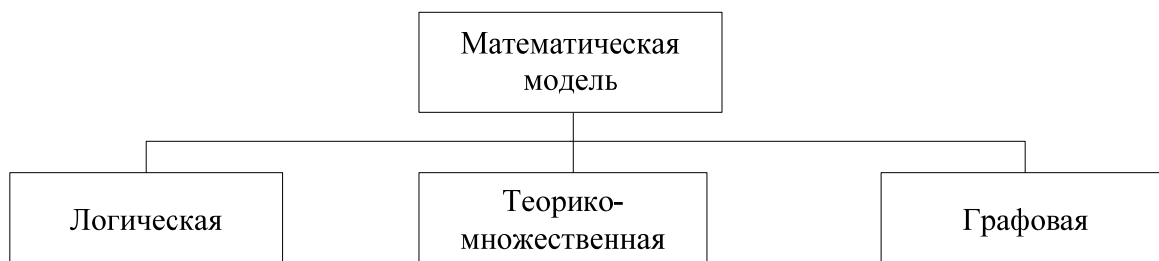 Математическая
модель
Логическая
Теорико-
множественная
Графовая